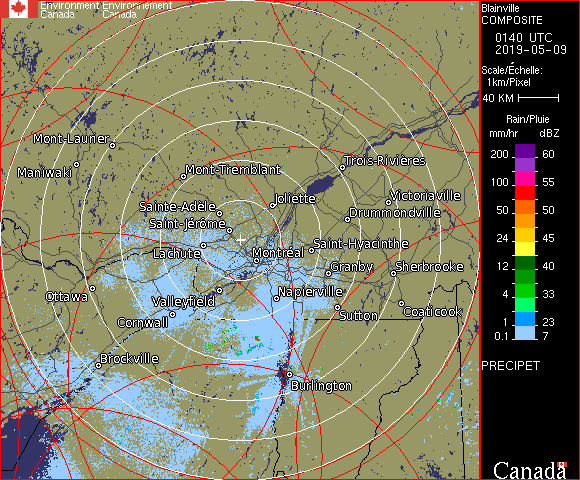 Environment Environnement
Canada Canada
Blainville
COMPOSITE
0140 UTC
2019-05-09
Scale/Échelle:
1km/Pixel
40 KM
Rain/Pluie
mm/hr dBZ
200 60
100 55
50 50
24 45
12 40
4 33
1 23
0.1 7
PRECIPET
Canada
Mont-Laurier
Maniwaki
Mont-Tremblant
Trois-Rivières
Joliette
Victoriaville
Sainte-Adèle
Drummondville
Saint-Jérôme
Saint-Hyacinthe
Lachute
Montréal
Granby
Sherbrooke
Ottawa
Valleyfield
Napierville
Cornwall
Sutton
Coaticook
Brockville
Burlington